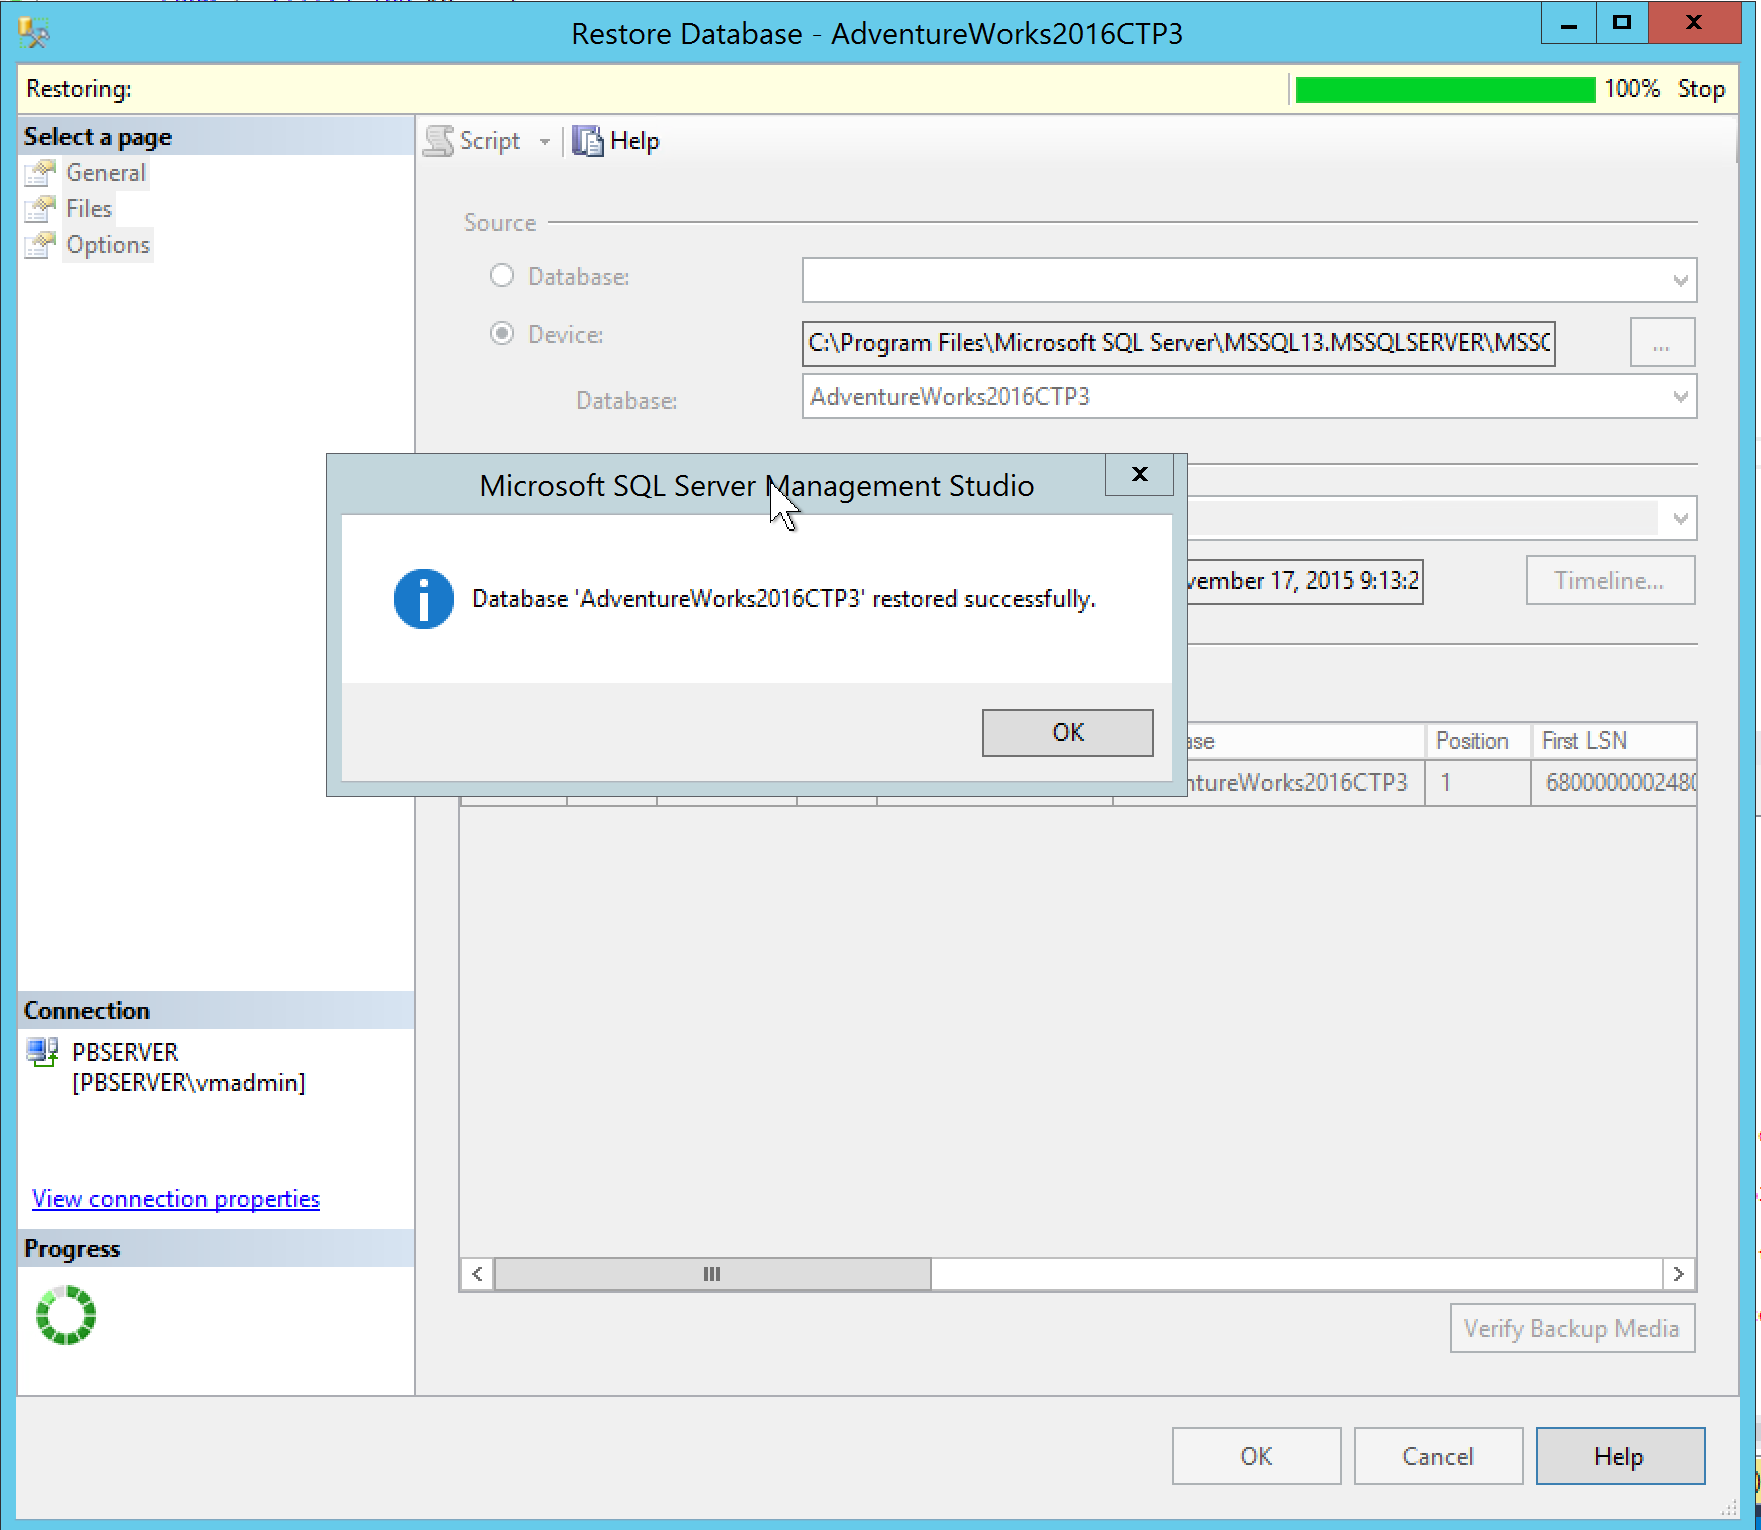 Restore Database - AdventureWorks2016CTP3
x
Restoring:
100% Stop
Select a page
General
Files
Options
Script
Help
Source
Database:
Device:
C:\Program Files\Microsoft SQL Server\MSSQL13.MSSQLSERVER\MSSQ
...
Database:
AdventureWorks2016CTP3
Microsoft SQL Server Management Studio
x
Database 'AdventureWorks2016CTP3' restored successfully.
OK
vember 17, 2015 9:13:2
Timeline...
ase Position First LSN
ntureWorks2016CTP3 1 6800000002480
Connection
PBSERVER
[PBSERVER\vmadmin]
View connection properties
Progress
Verify Backup Media
OK Cancel Help